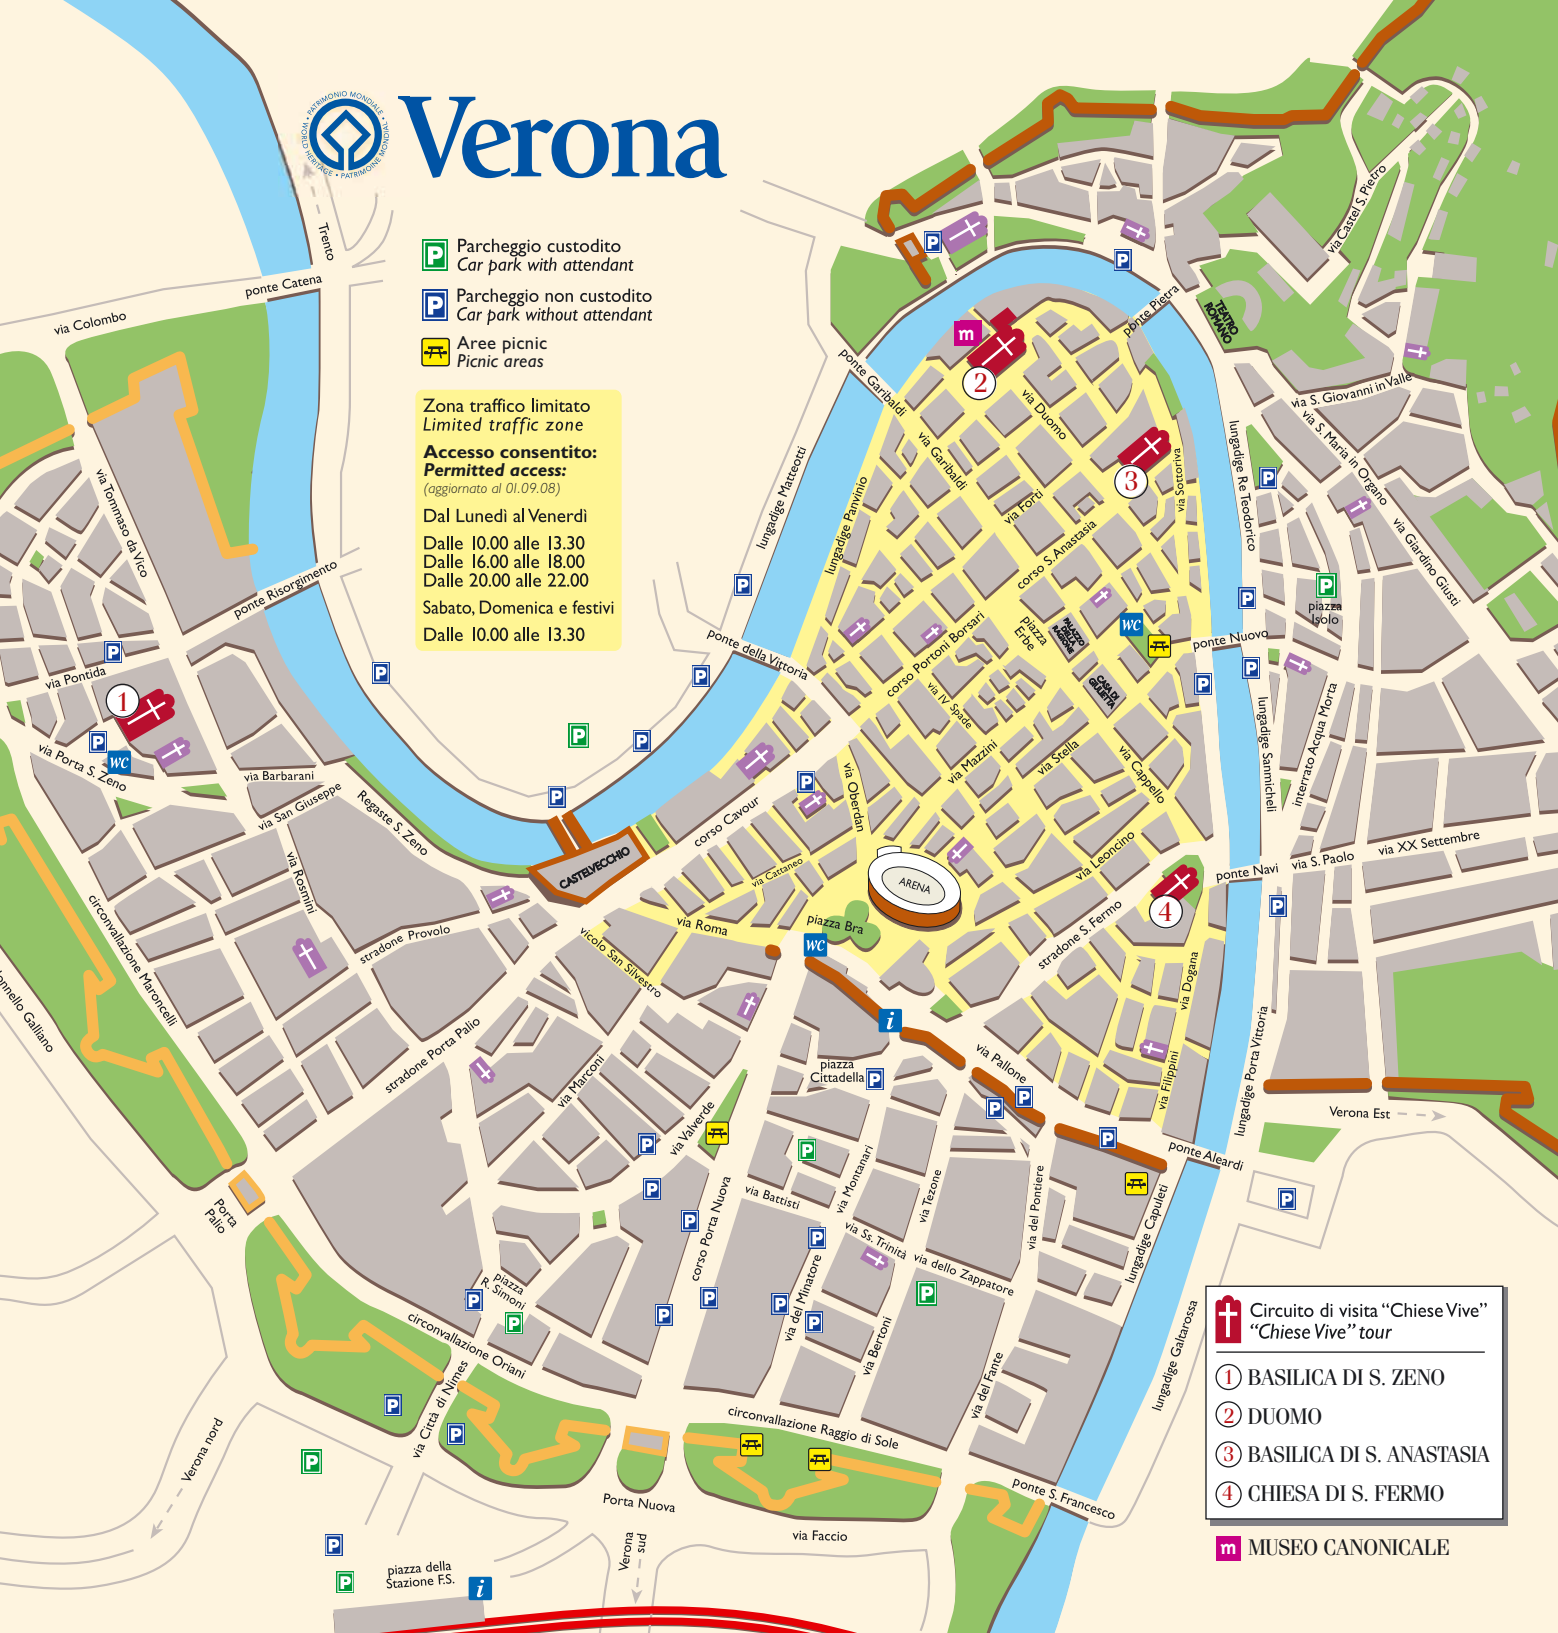 PATRIMONIO MONDIALE • WORLD HERITAGE • PATRIMOINE MONDIAL
Verona
P Parcheggio custodito
Car park with attendant
P Parcheggio non custodito
Car park without attendant
Aree picnic
Picnic areas
Zona traffico limitato
Limited traffic zone
Accesso consentito:
Permitted access:
(aggiornato al 01.09.08)
Dal Lunedì al Venerdì
Dalle 10.00 alle 13.30
Dalle 16.00 alle 18.00
Dalle 20.00 alle 22.00
Sabato, Domenica e festivi
Dalle 10.00 alle 13.30
Trento
ponte Catena
via Colombo
via Tommaso da Vico
ponte Risorgimento
via Pontida
1
WC
via Porta S. Zeno
via Barbarani
via San Giuseppe
Regaste S. Zeno
via Rosmini
circonvallazione Maroncelli
stradone Provolo
stradone Porta Palio
Porta
Palio
CASTELVECCHIO
corso Cavour
via Cattaneo
via Roma
vicolo San Silvestro
via Oberdan
ARENA
piazza Bra
WC
i
piazza
Cittadella
via Pallone
via Marconi
via Valverde
corso Porta Nuova
via Battisti
via Montanari
via Tezone
via del Pontiere
via Ss. Trinità
via dello Zappatore
via del Minatore
via Bertoni
via del Fante
piazza
R. Simoni
circonvallazione Oriani
via Città di Nimes
circonvallazione Raggio di Sole
Porta Nuova
via Faccio
Verona nord
Verona
sud
piazza della
Stazione F.S.
i
ponte S. Francesco
lungadige Capuleti
lungadige Galtarossa
ponte Aleardi
Verona Est
lungadige Porta Vittoria
via Filippini
via Dogana
stradone S. Fermo
4
via Leoncino
ponte Navi
via S. Paolo
via XX Settembre
via Cappello
via Stella
via Mazzini
via IV Spade
corso Portoni Borsari
piazza
Erbe
PALAZZO
DELLA
RAGIONE
CASA DI
GIULIETTA
WC
ponte Nuovo
piazza
Isolo
interrato Acqua Morta
lungadige Sanmicheli
lungadige Re Teodorico
corso S. Anastasia
via Forti
via Sottoriva
3
via Duomo
2
m
via Garibaldi
ponte Garibaldi
lungadige Panvinio
lungadige Matteotti
ponte della Vittoria
ponte Pietra
TEATRO
ROMANO
via Castel S. Pietro
via S. Giovanni in Valle
via S. Maria in Organo
via Giardino Giusti
Circuito di visita “Chiese Vive”
“Chiese Vive” tour
1 BASILICA DI S. ZENO
2 DUOMO
3 BASILICA DI S. ANASTASIA
4 CHIESA DI S. FERMO
m MUSEO CANONICALE